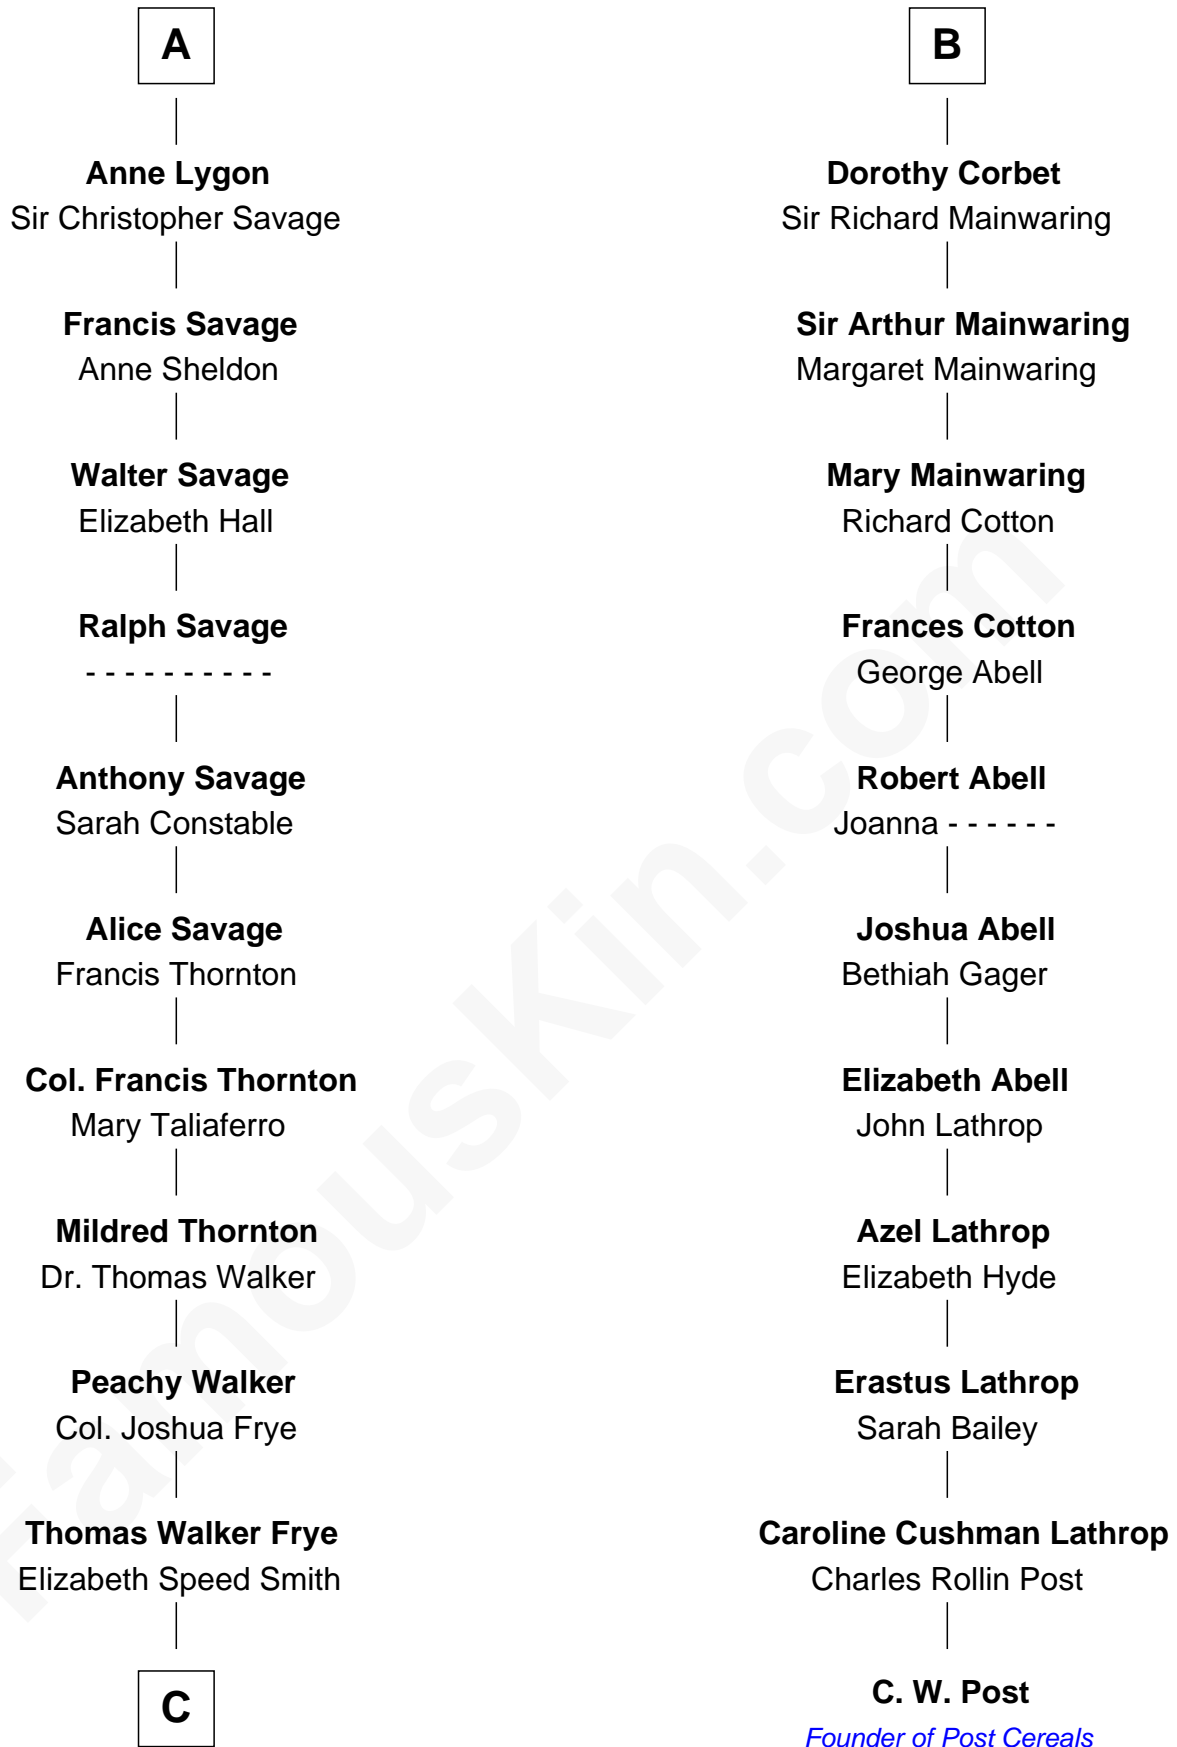 A
Anne Lygon
Sir Christopher Savage
Francis Savage
Anne Sheldon
Walter Savage
Elizabeth Hall
Ralph Savage
- - - - - - - - - -
Anthony Savage
Sarah Constable
Alice Savage
Francis Thornton
Col. Francis Thornton
Mary Taliaferro
Mildred Thornton
Dr. Thomas Walker
Peachy Walker
Col. Joshua Frye
Thomas Walker Frye
Elizabeth Speed Smith
C
B
Dorothy Corbet
Sir Richard Mainwaring
Sir Arthur Mainwaring
Margaret Mainwaring
Mary Mainwaring
Richard Cotton
Frances Cotton
George Abell
Robert Abell
Joanna - - - - - -
Joshua Abell
Bethiah Gager
Elizabeth Abell
John Lathrop
Azel Lathrop
Elizabeth Hyde
Erastus Lathrop
Sarah Bailey
Caroline Cushman Lathrop
Charles Rollin Post
C. W. Post
Founder of Post Cereals
FamousKin.com